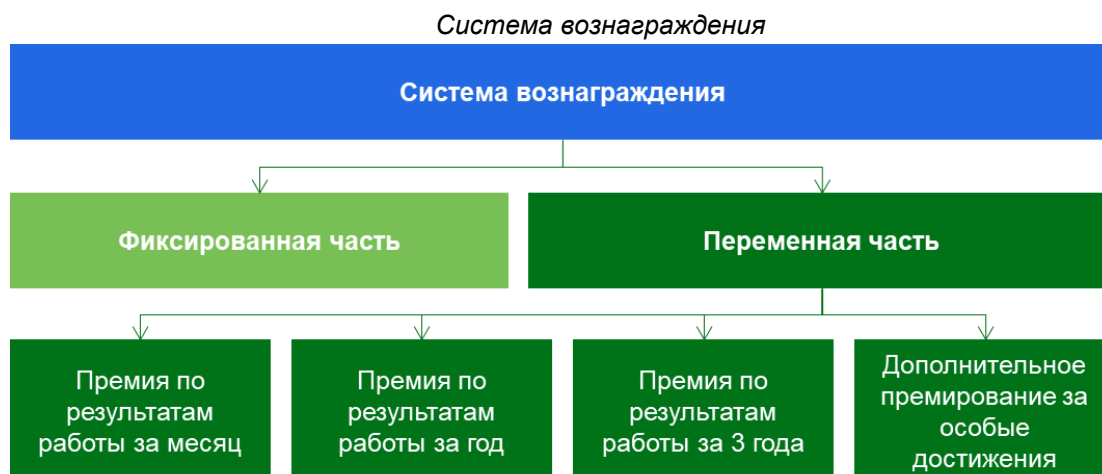 Система вознаграждения
Система вознаграждения
Фиксированная часть
Переменная часть
Премия по
результатам
работы за месяц
Премия по
результатам
работы за год
Премия по
результатам
работы за 3 года
Дополнительное
премирование за
особые
достижения